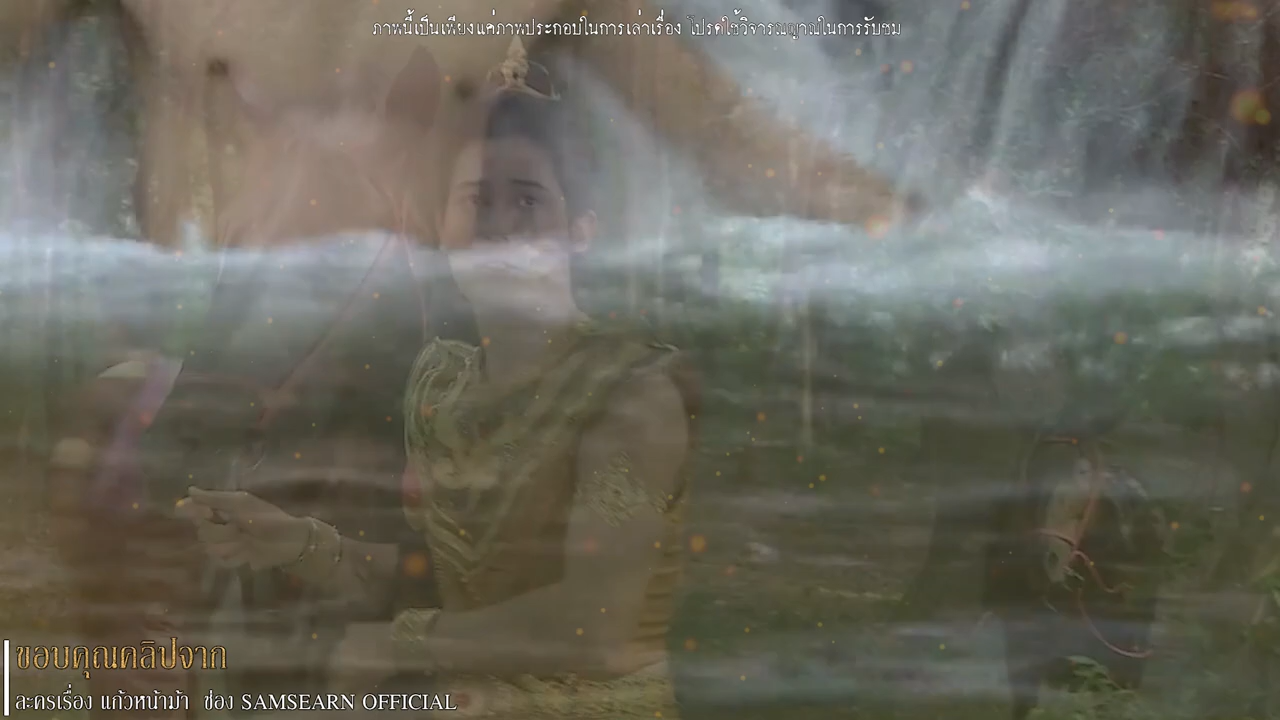 ภาพนี้เป็นเพียงแค่ภาพประกอบในการเล่าเรื่อง โปรดใช้วิจารณญาณในการรับชม
ขอบคุณคลิปจาก
ละครเรื่อง แก้วหน้าม้า ช่อง SAMSEARN OFFICIAL